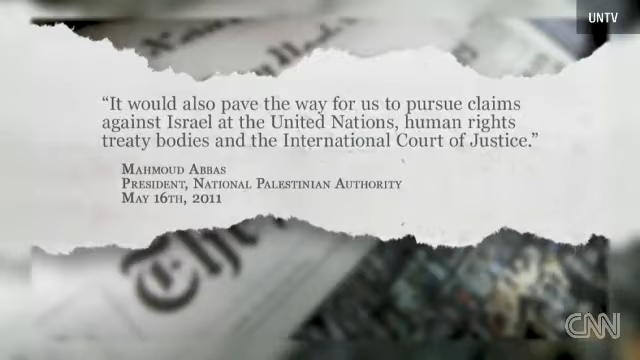 UNTV
“It would also pave the way for us to pursue claims
against Israel at the United Nations, human rights
treaty bodies and the International Court of Justice.”
Mahmoud Abbas
President, National Palestinian Authority
May 16th, 2011
The
CNN